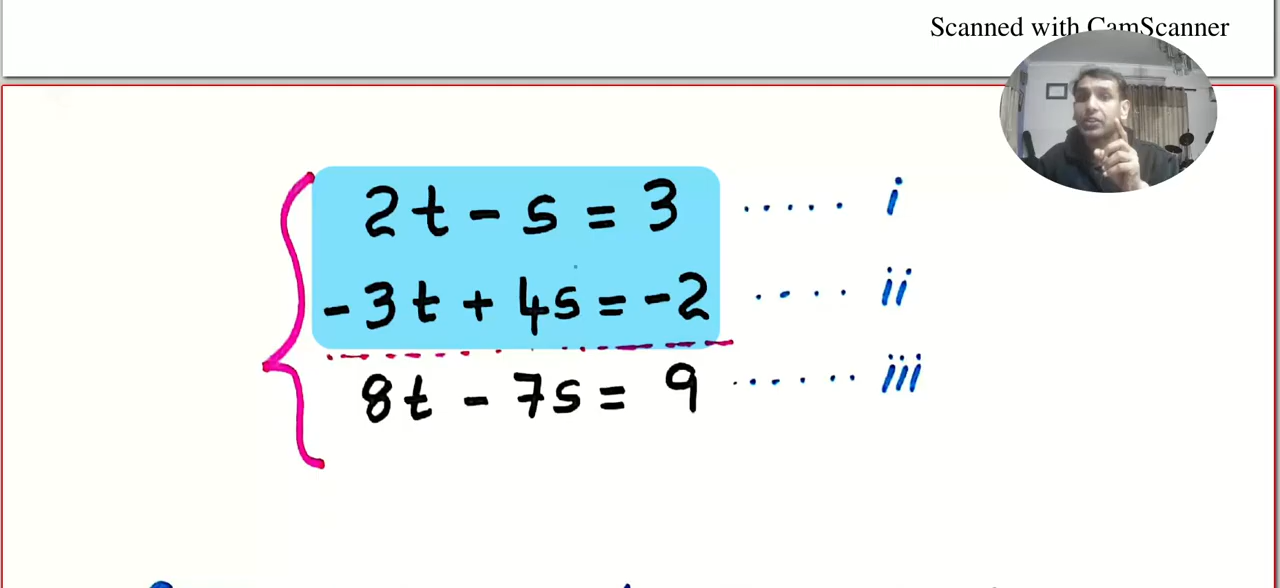 Scanned with CamScanner
2t - s = 3 ..... i
-3t + 4s = -2 .... ii
8t - 7s = 9 ...... iii